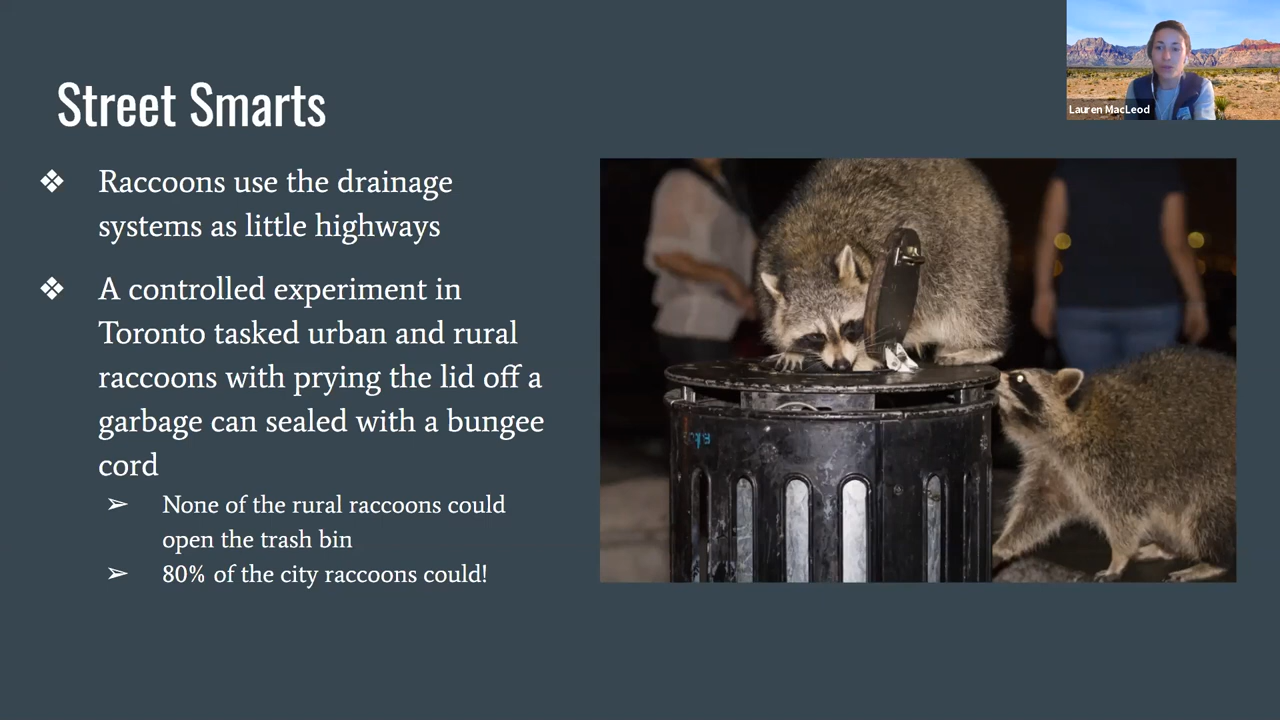 Lauren MacLeod
Street Smarts
❖ Raccoons use the drainage
systems as little highways
❖ A controlled experiment in
Toronto tasked urban and rural
raccoons with prying the lid off a
garbage can sealed with a bungee
cord
➢ None of the rural raccoons could
open the trash bin
➢ 80% of the city raccoons could!